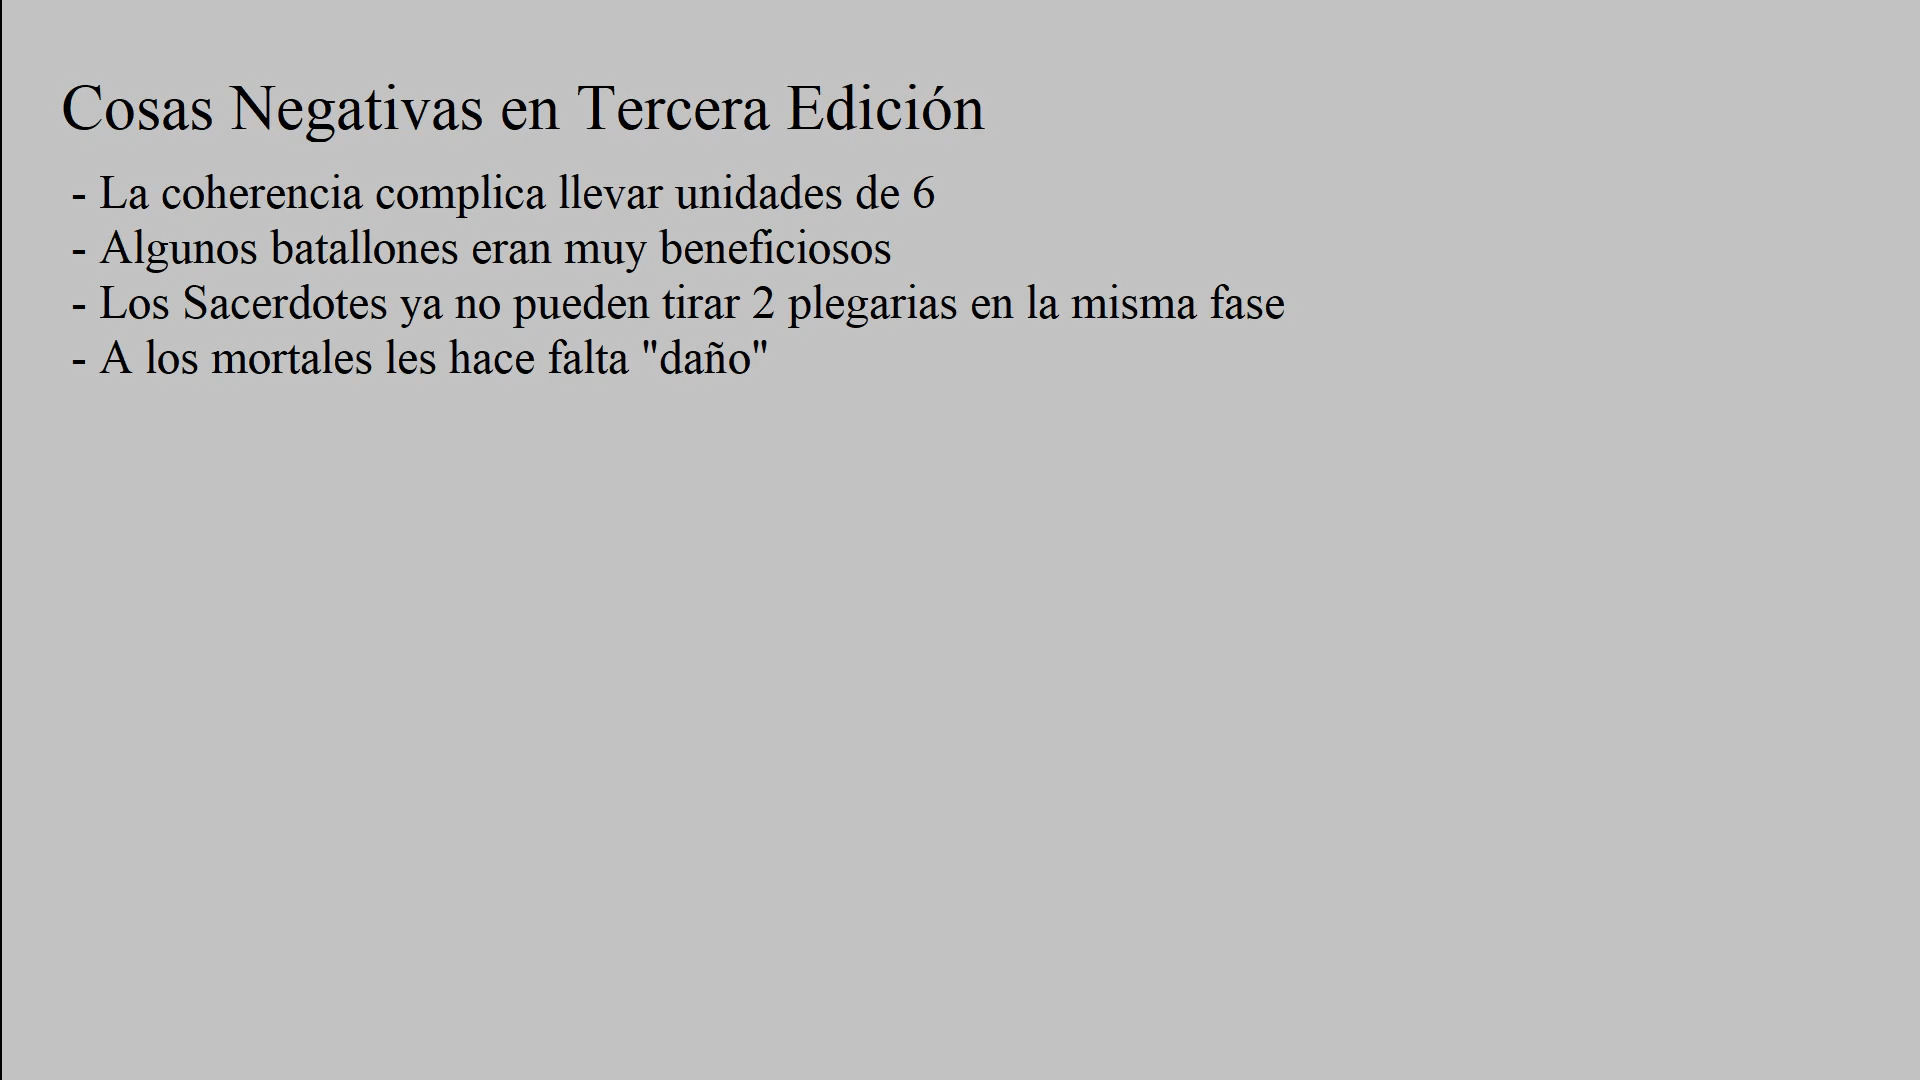 Cosas Negativas en Tercera Edición
- La coherencia complica llevar unidades de 6
- Algunos batallones eran muy beneficiosos
- Los Sacerdotes ya no pueden tirar 2 plegarias en la misma fase
- A los mortales les hace falta "daño"